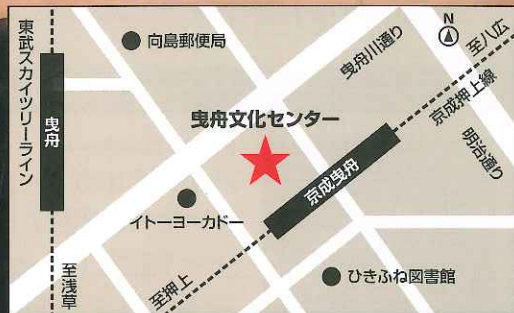 東武スカイツリーライン
曳舟
至浅草
向島郵便局
曳舟川通り
N
至八広
京成押上線
明治通り
曳舟文化センター
京成曳舟
イトーヨーカドー
至押上
ひきふね図書館